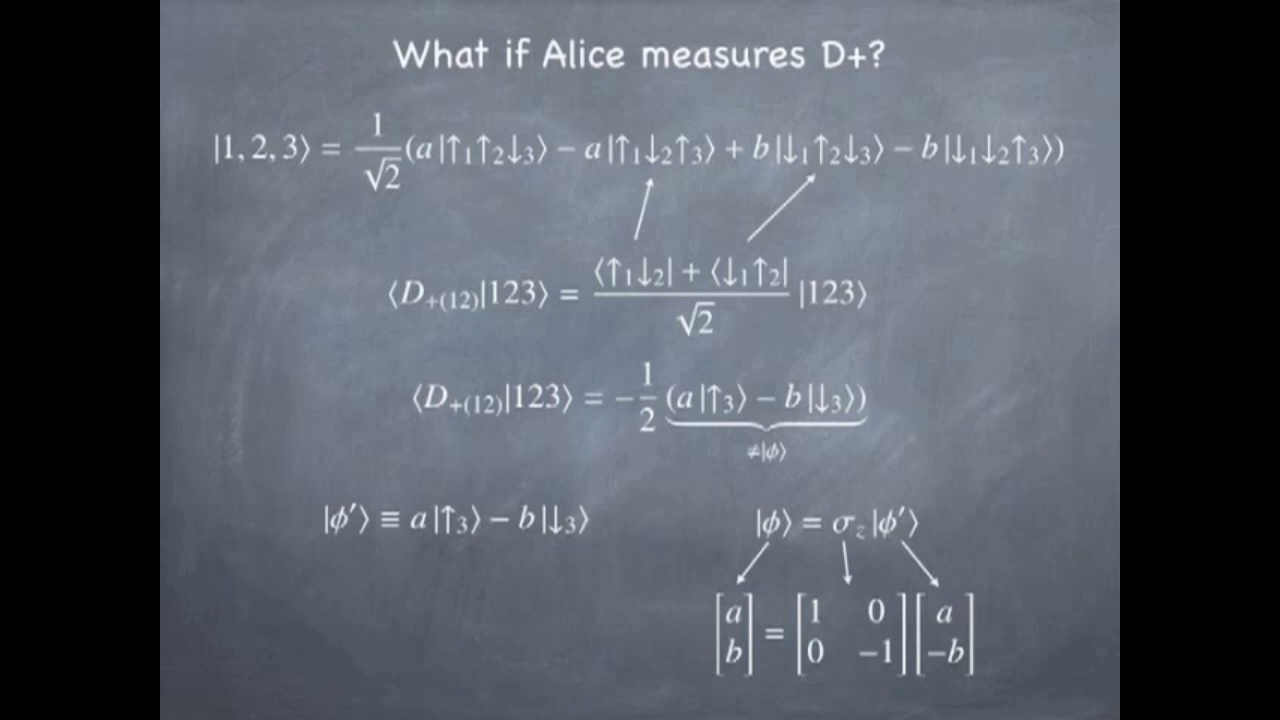 What if Alice measures D+?
|1, 2, 3⟩ = 1/√2 (a|↑₁↑₂↓₃⟩ − a|↑₁↓₂↑₃⟩ + b|↓₁↑₂↓₃⟩ − b|↓₁↓₂↑₃⟩)
⟨D₊₍₁₂₎|123⟩ = (⟨↑₁↓₂| + ⟨↓₁↑₂|)/√2 |123⟩
⟨D₊₍₁₂₎|123⟩ = −1/2 (a|↑₃⟩ − b|↓₃⟩)
≠|ϕ⟩
|ϕ′⟩ ≡ a|↑₃⟩ − b|↓₃⟩
|ϕ⟩ = σ_z|ϕ′⟩
[a b] = [1 0 0 −1] [a −b]